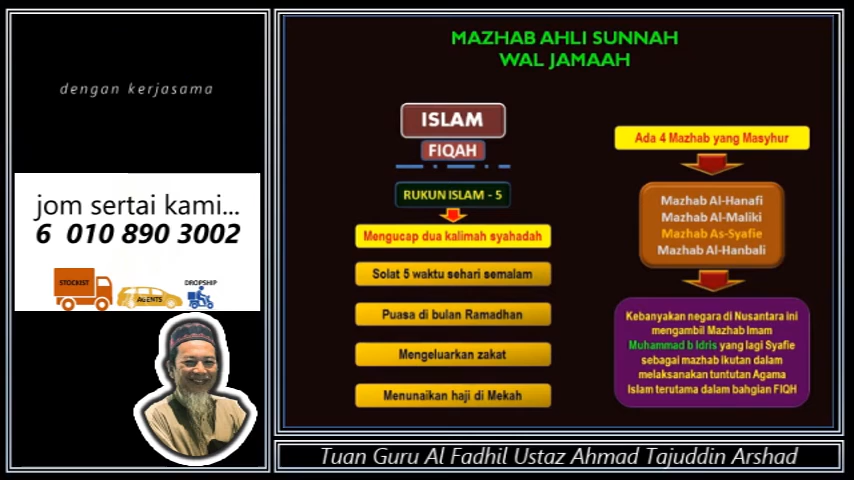 dengan kerjasama
jom sertai kami...
6 010 890 3002
STOCKIST
AGENTS
DROPSHIP
MAZHAB AHLI SUNNAH
WAL JAMAAH
ISLAM
FIQAH
RUKUN ISLAM - 5
Mengucap dua kalimah syahadah
Solat 5 waktu sehari semalam
Puasa di bulan Ramadhan
Mengeluarkan zakat
Menunaikan haji di Mekah
Ada 4 Mazhab yang Masyhur
Mazhab Al-Hanafi
Mazhab Al-Maliki
Mazhab As-Syafie
Mazhab Al-Hanbali
Kebanyakan negara di Nusantara ini
mengambil Mazhab Imam
Muhammad b Idris yang lagi Syafie
sebagai mazhab ikutan dalam
melaksanakan tuntutan Agama
Islam terutama dalam bahgian FIQH
Tuan Guru Al Fadhil Ustaz Ahmad Tajuddin Arshad